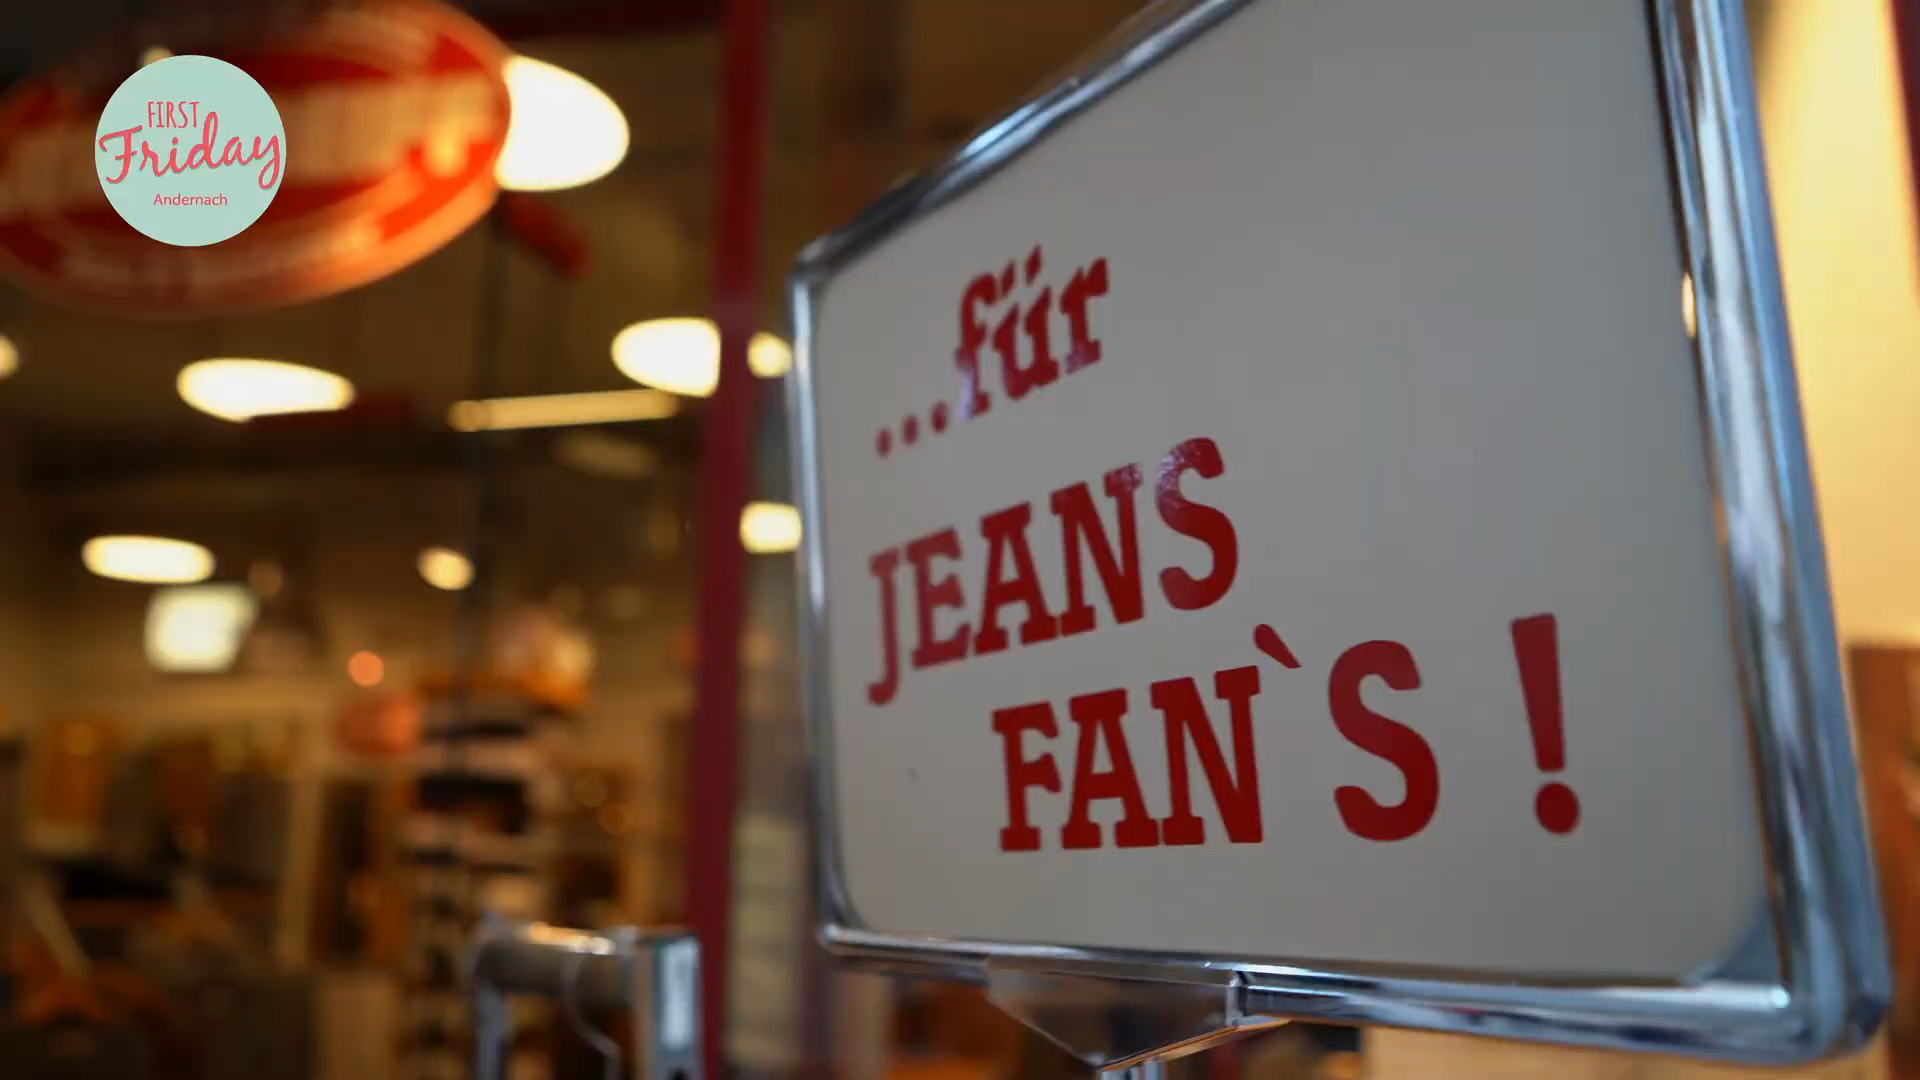 FIRST
Friday
Andernach
...für
JEANS
FAN`S !